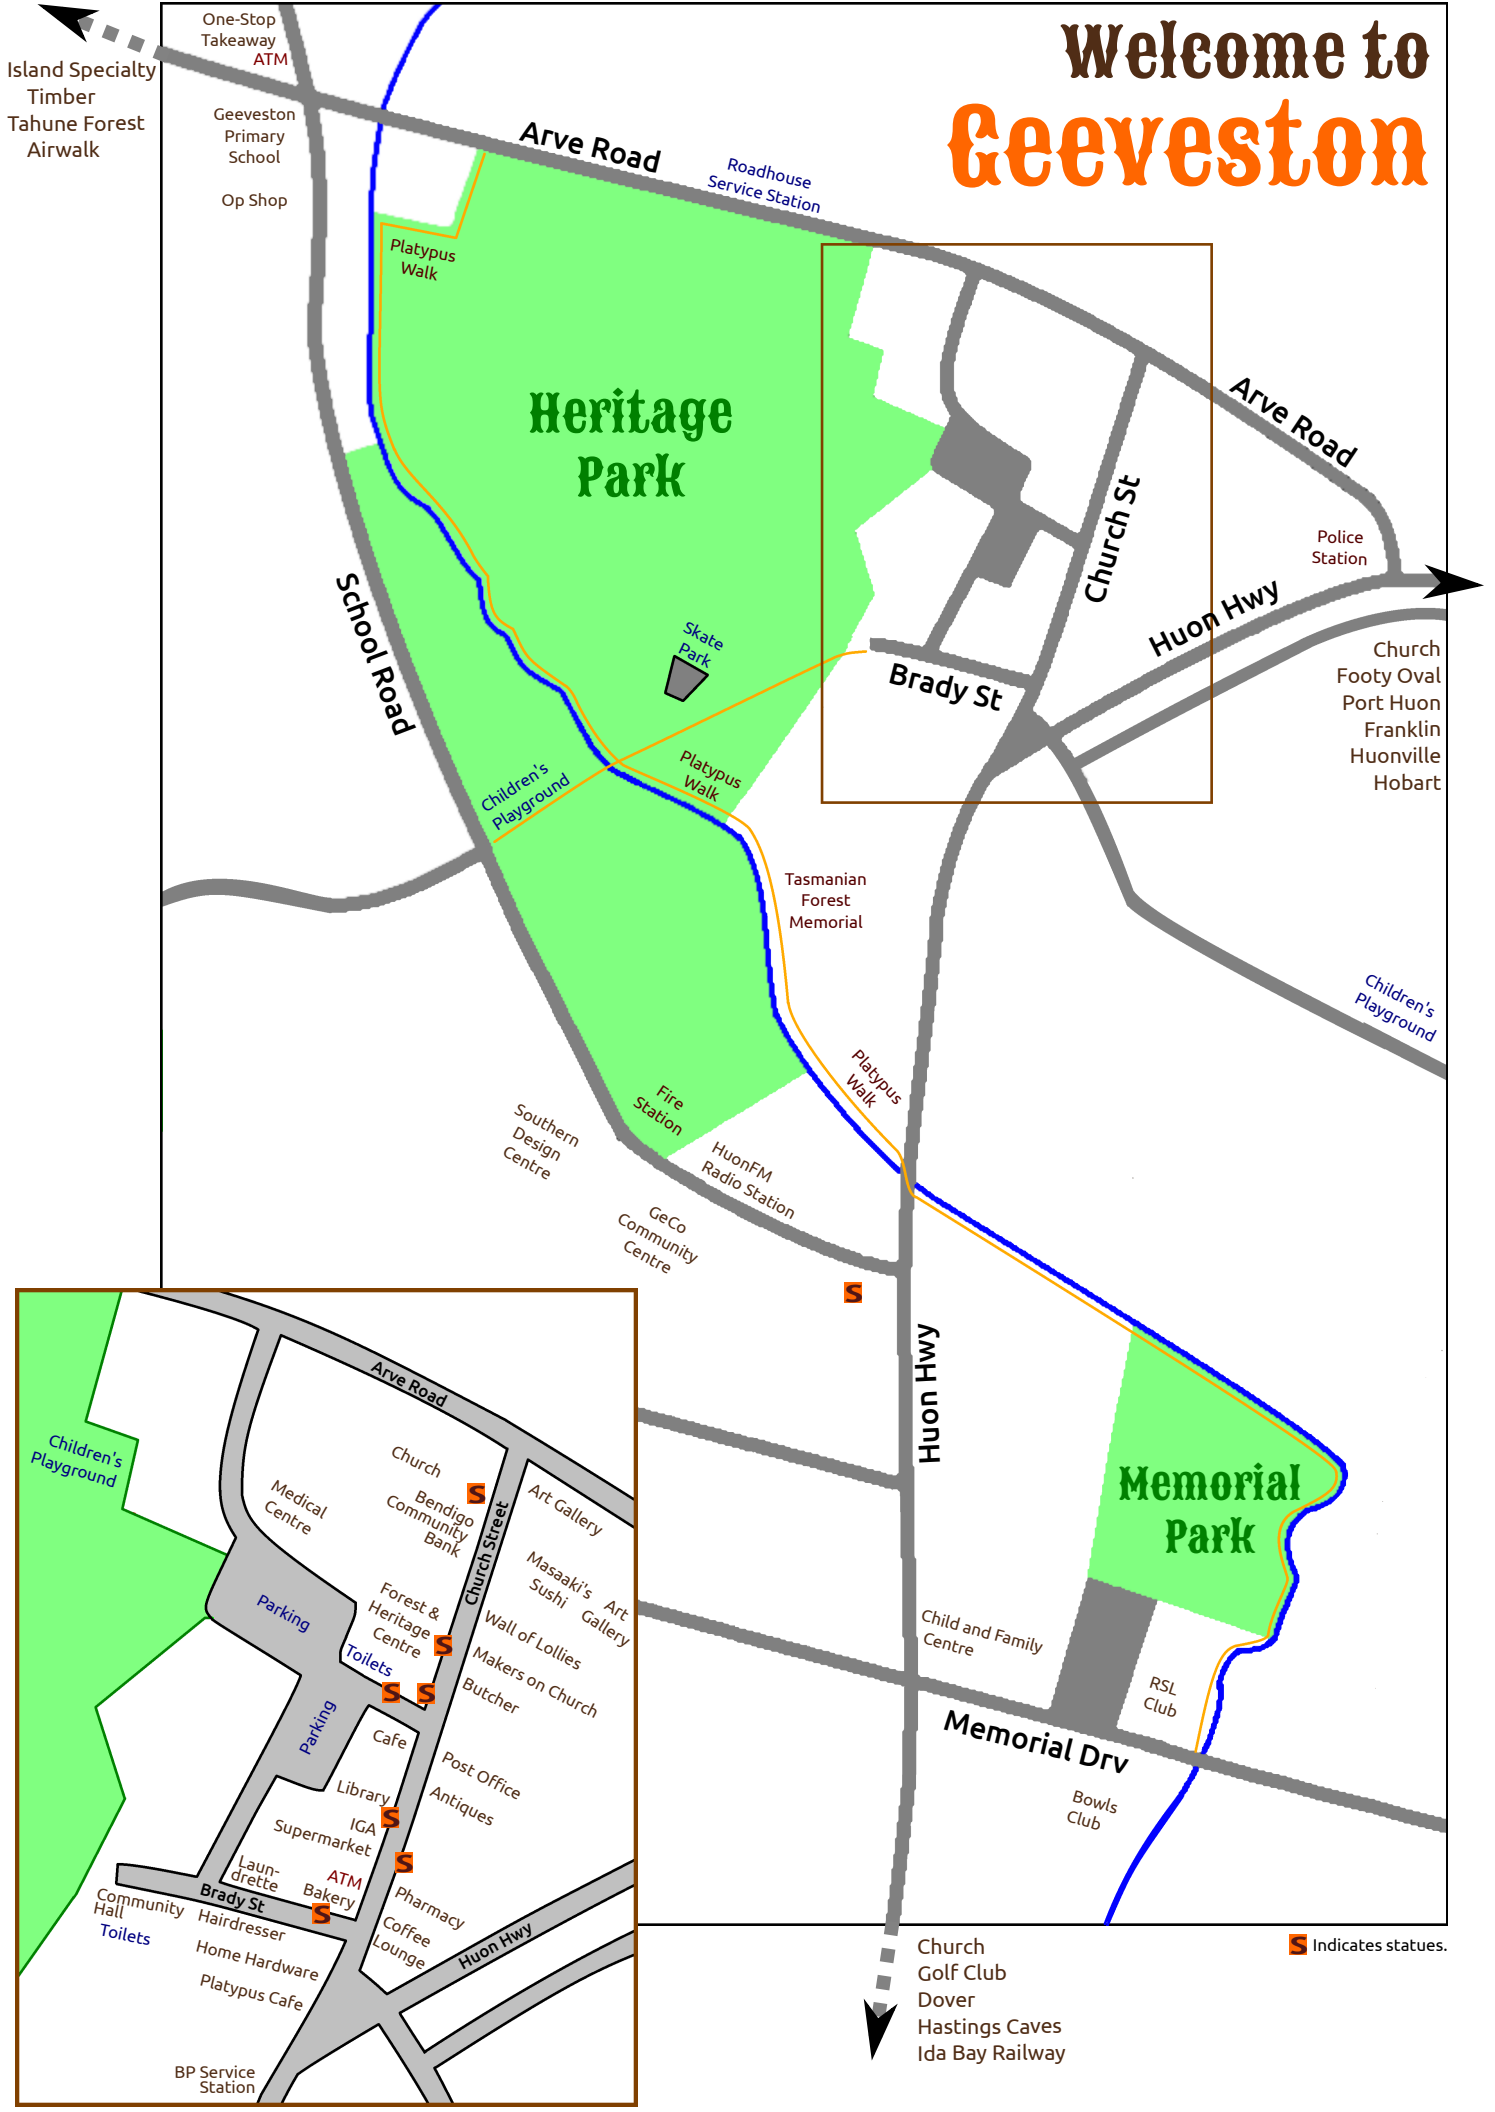 Welcome to
Geeveston
One-Stop
Takeaway
ATM
Island Specialty
Timber
Tahune Forest
Airwalk
Geeveston
Primary
School
Op Shop
Arve Road
Roadhouse
Service Station
Platypus
Walk
Heritage
Park
Arve Road
Church St
Police
Station
Huon Hwy
School Road
Skate
Park
Brady St
Church
Footy Oval
Port Huon
Franklin
Huonville
Hobart
Children's
Playground
Platypus
Walk
Tasmanian
Forest
Memorial
Children's
Playground
Platypus
Walk
Fire
Station
Southern
Design
Centre
HuonFM
Radio Station
GeCo
Community
Centre
S
Huon Hwy
Memorial
Park
Child and Family
Centre
RSL
Club
Memorial Drv
Bowls
Club
Church
Golf Club
Dover
Hastings Caves
Ida Bay Railway
S Indicates statues.
Arve Road
Children's
Playground
Church
S
Bendigo
Community
Bank
Medical
Centre
Church Street
Art Gallery
Masaaki's
Sushi
Art
Gallery
Parking
Forest &
Heritage
Centre
S
Wall of Lollies
Toilets
Makers on Church
S
S
Butcher
Parking
Cafe
Post Office
Library
S
Antiques
IGA
Supermarket
Laun-
drette
ATM
S
Bakery
S
Pharmacy
Brady St
Community
Hall
Toilets
Hairdresser
Coffee
Lounge
Huon Hwy
Home Hardware
Platypus Cafe
BP Service
Station